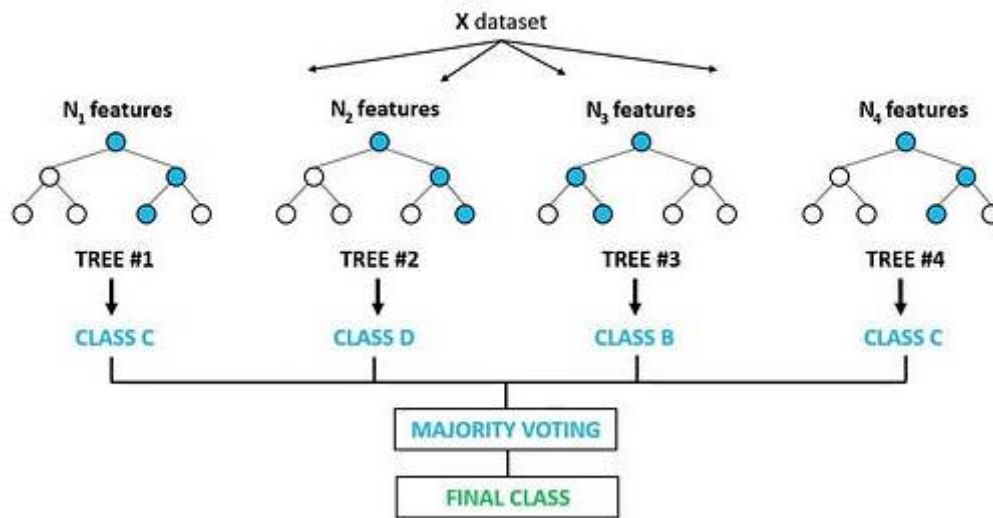 X dataset
N₁ features
N₂ features
N₃ features
N₄ features
TREE #1
TREE #2
TREE #3
TREE #4
CLASS C
CLASS D
CLASS B
CLASS C
MAJORITY VOTING
FINAL CLASS